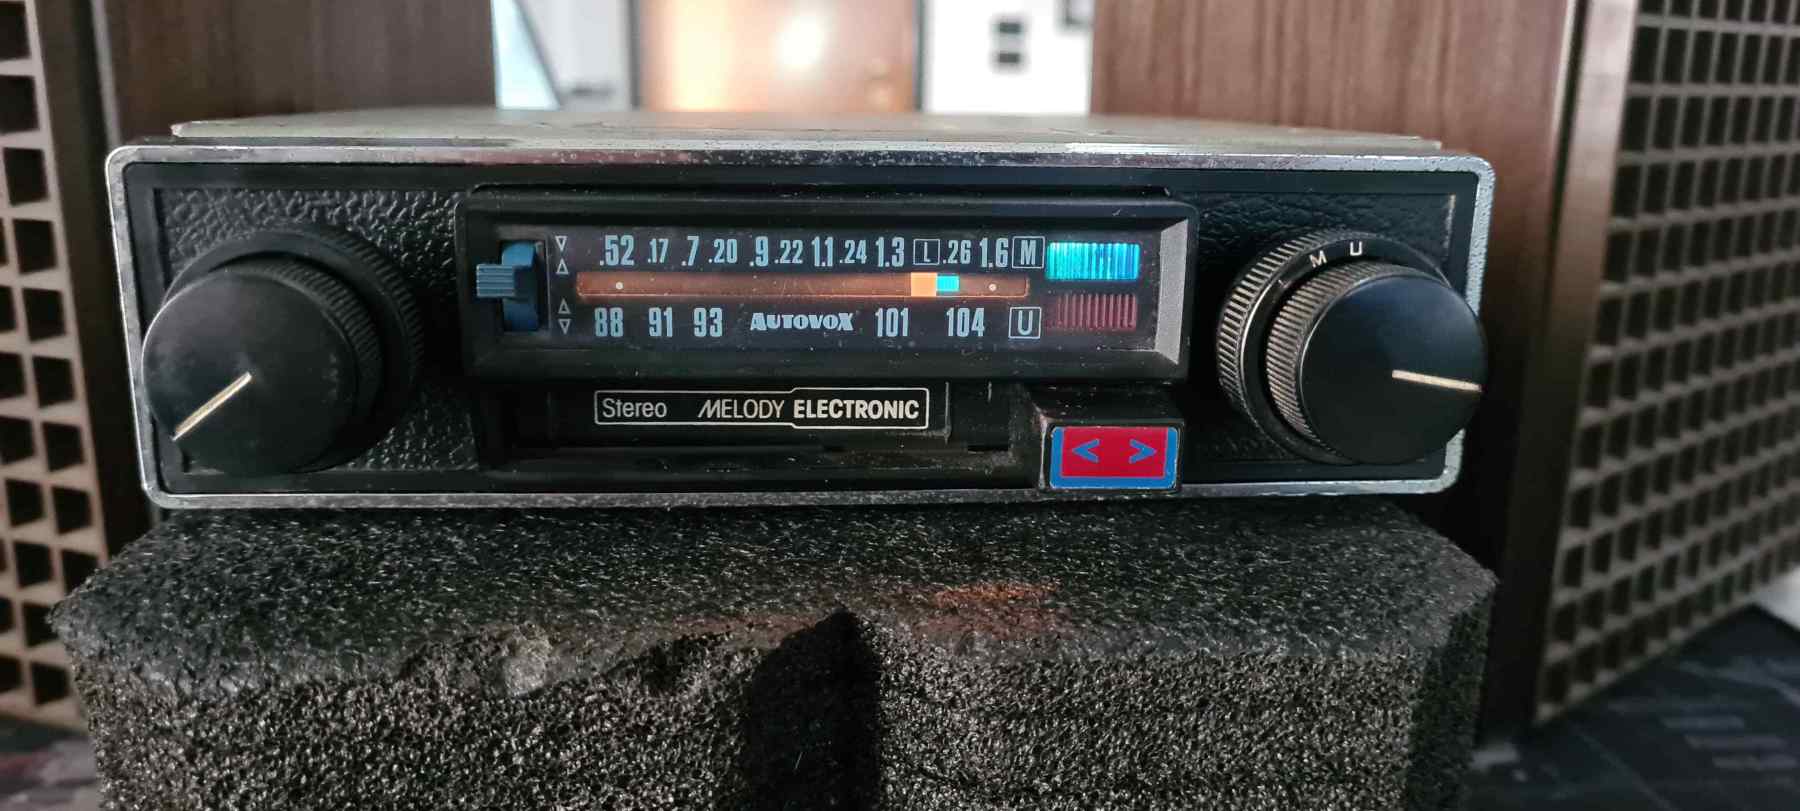 .52 .17 .7 .20 .9 .22 1.1 .24 1.3 L .26 1.6 M
88 91 93 AUTOVOX 101 104 U
Stereo MELODY ELECTRONIC
< >
M U